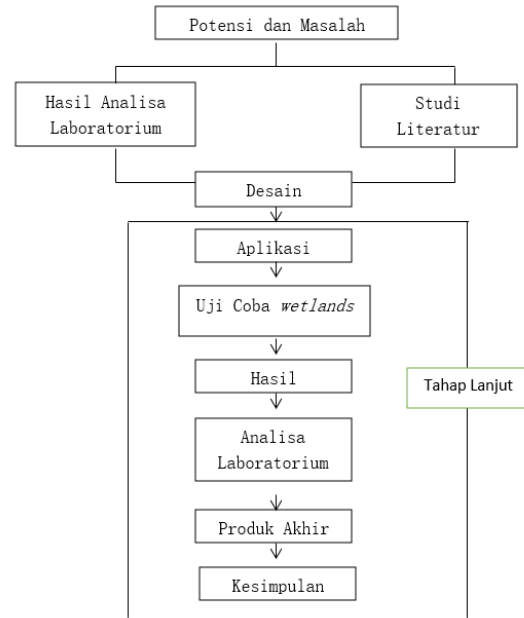 Potensi dan Masalah
Hasil Analisa
Laboratorium
Studi
Literatur
Desain
Aplikasi
Uji Coba wetlands
Hasil
Tahap Lanjut
Analisa
Laboratorium
Produk Akhir
Kesimpulan